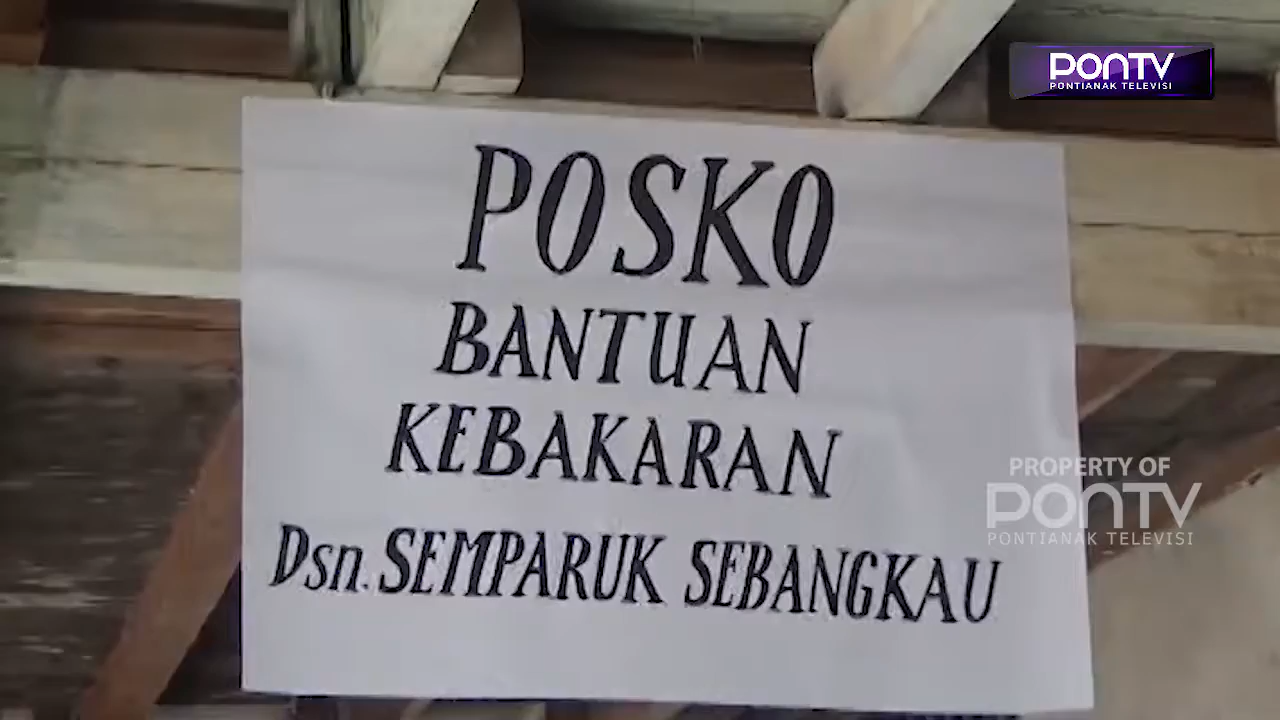 PONTV
PONTIANAK TELEVISI
POSKO
BANTUAN
KEBAKARAN
Dsn. SEMPARUK SEBANGKAU
PROPERTY OF
PONTV
PONTIANAK TELEVISI